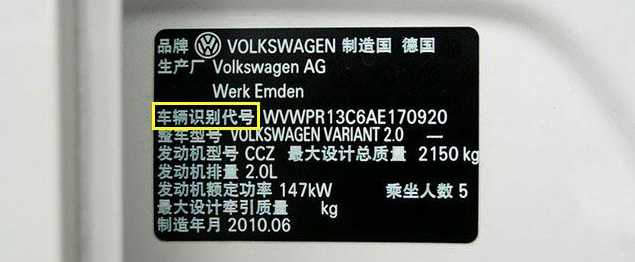 品牌 VOLKSWAGEN 制造国 德国
生产厂 Volkswagen AG
Werk Emden
车辆识别代号 WVWPR13C6AE170920
整车型号 VOLKSWAGEN VARIANT 2.0 —
发动机型号 CCZ 最大设计总质量 2150 kg
发动机排量 2.0L
发动机额定功率 147kW 乘坐人数 5
最大设计牵引质量 kg
制造年月 2010.06